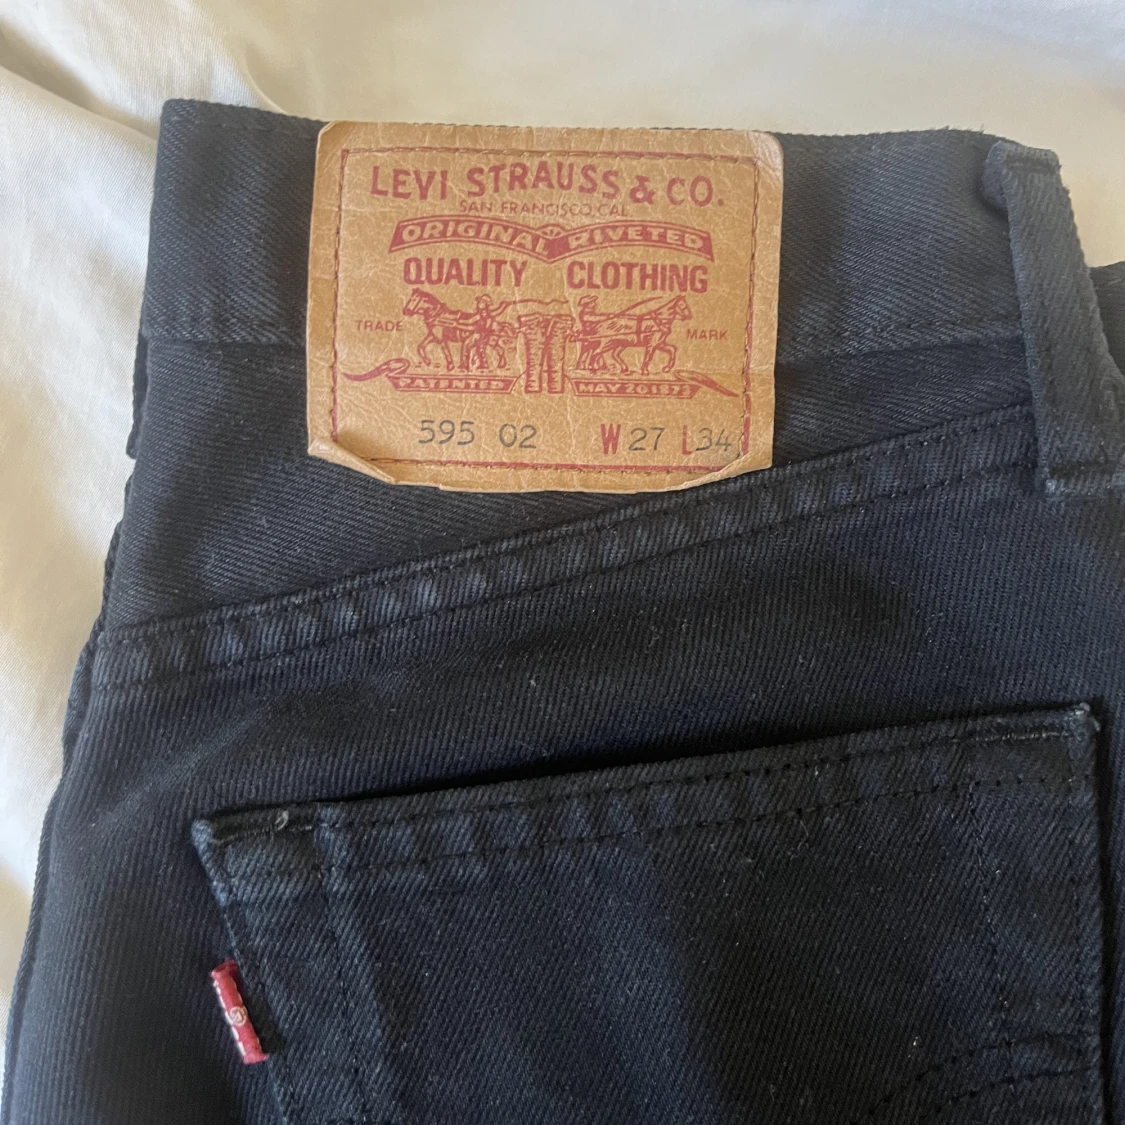 LEVI STRAUSS & CO.
SAN FRANCISCO CAL
ORIGINAL RIVETED
QUALITY CLOTHING
TRADE MARK
PATENTED MAY 20 1873
595 02 W 27 L 34